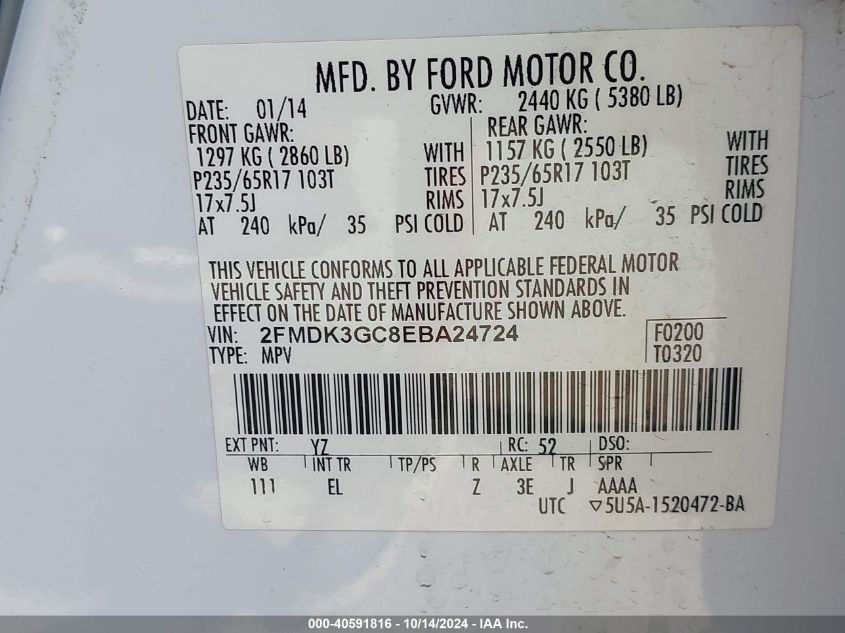 MFD. BY FORD MOTOR CO.
DATE: 01/14 GVWR: 2440 KG ( 5380 LB)
FRONT GAWR: REAR GAWR:
1297 KG ( 2860 LB) WITH 1157 KG ( 2550 LB) WITH
P235/65R17 103T TIRES P235/65R17 103T TIRES
17x7.5J RIMS 17x7.5J RIMS
AT 240 kPa/ 35 PSI COLD AT 240 kPa/ 35 PSI COLD
THIS VEHICLE CONFORMS TO ALL APPLICABLE FEDERAL MOTOR
VEHICLE SAFETY AND THEFT PREVENTION STANDARDS IN
EFFECT ON THE DATE OF MANUFACTURE SHOWN ABOVE.
VIN: 2FMDK3GC8EBA24724 F0200
TYPE: MPV T0320
EXT PNT: YZ RC: 52 DSO:
WB INT TR TP/PS R AXLE TR SPR
111 EL Z 3E J AAAA
UTC ▽5U5A-1520472-BA
000-40591816 - 10/14/2024 - IAA Inc.